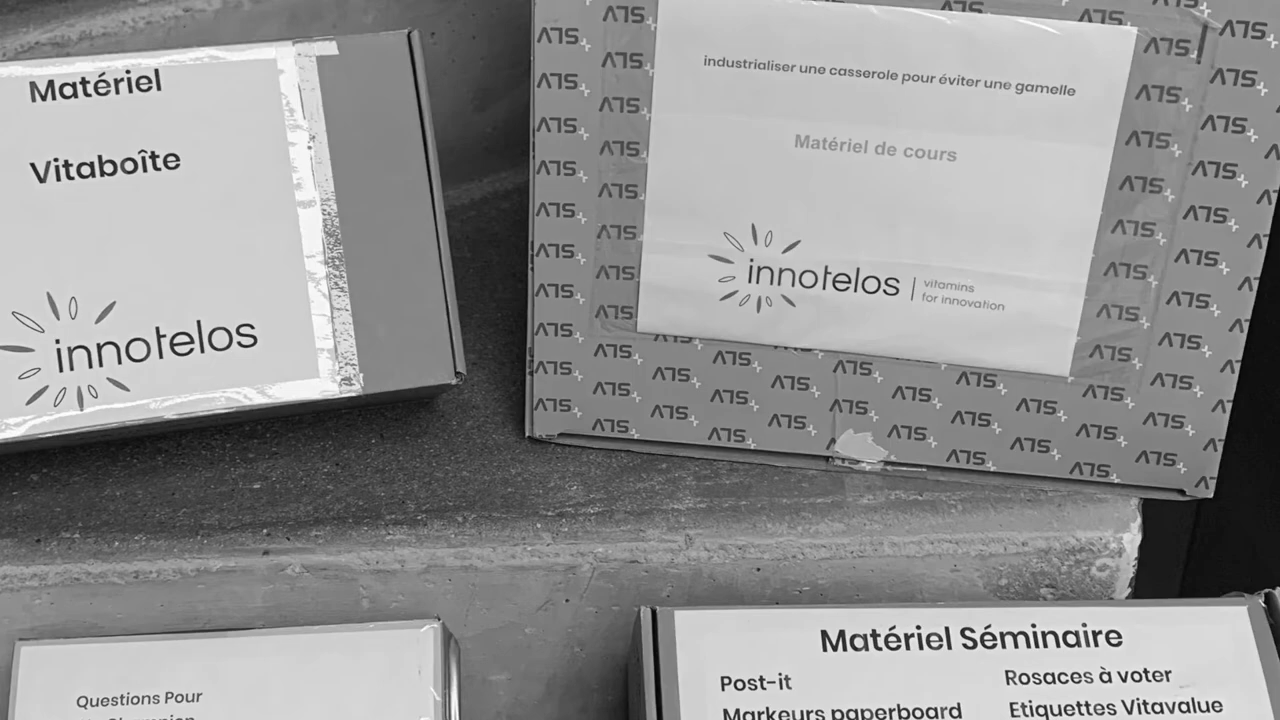 Matériel
Vitaboîte
innotelos
industrialiser une casserole pour éviter une gamelle
Matériel de cours
innotelos
vitamins
for innovation
Questions Pour
Matériel Séminaire
Post-it
Rosaces à voter
Markeurs paperboard
Etiquettes Vitavalue